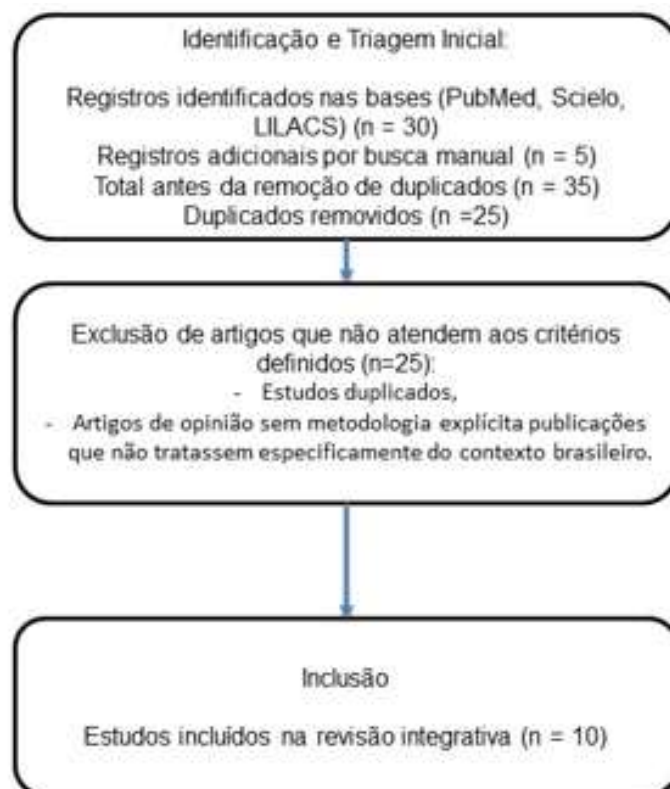 Identificação e Triagem Inicial:
Registros identificados nas bases (PubMed, Scielo,
LILACS) (n = 30)
Registros adicionais por busca manual (n = 5)
Total antes da remoção de duplicados (n = 35)
Duplicados removidos (n =25)
Exclusão de artigos que não atendem aos critérios
definidos (n=25):
- Estudos duplicados,
- Artigos de opinião sem metodologia explícita publicações
que não tratassem especificamente do contexto brasileiro.
Inclusão
Estudos incluídos na revisão integrativa (n = 10)